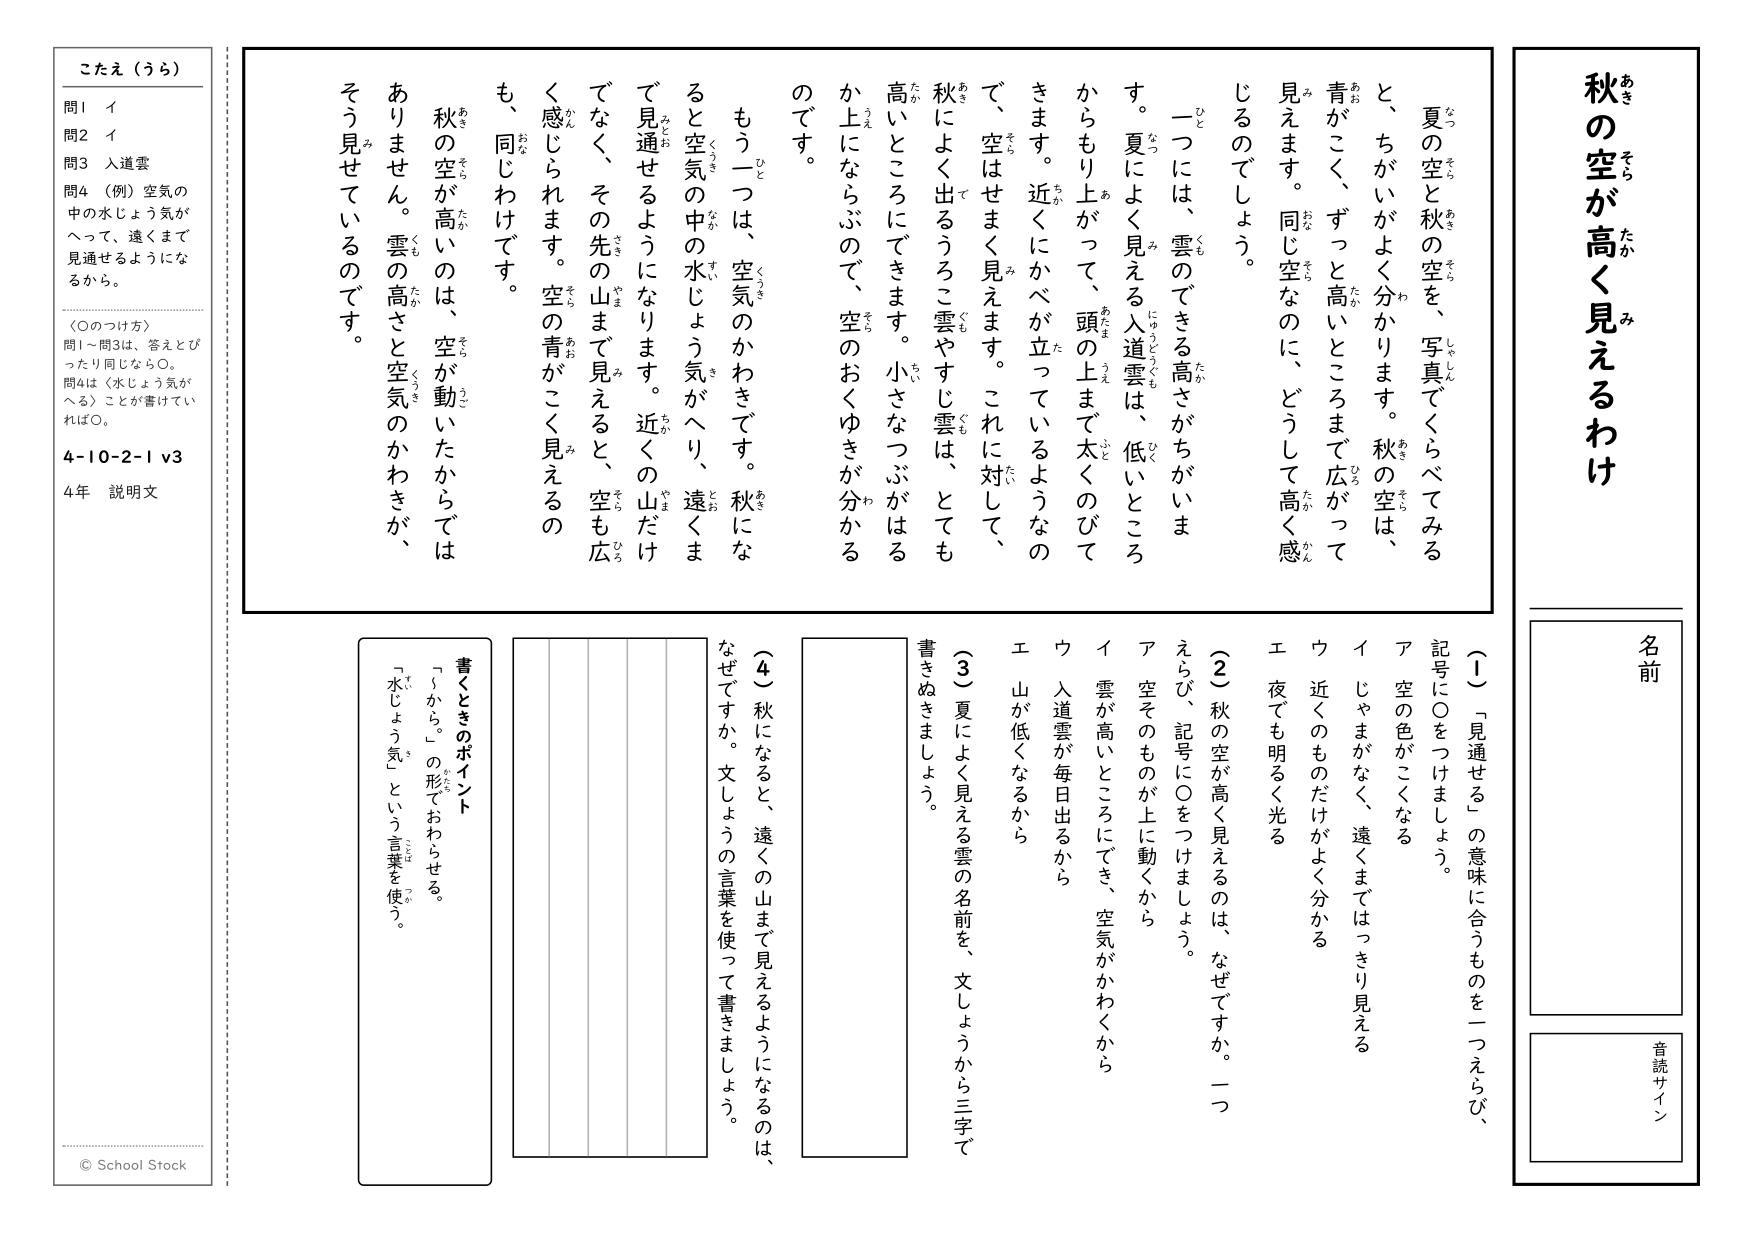 秋の空が高く見えるわけ
名前
音読サイン
夏の空と秋の空を、写真でくらべてみる
と、ちがいがよく分かります。秋の空は、
青がこく、ずっと高いところまで広がって
見えます。同じ空なのに、どうして高く感
じるのでしょう。
一つには、雲のできる高さがちがいま
す。夏によく見える入道雲は、低いところ
からもり上がって、頭の上まで太くのびて
きます。近くにかべが立っているようなの
で、空はせまく見えます。これに対して、
秋によく出るうろこ雲やすじ雲は、とても
高いところにできます。小さなつぶがはる
か上にならぶので、空のおくゆきが分かる
のです。
もう一つは、空気のかわきです。秋にな
ると空気の中の水じょう気がへり、遠くま
で見通せるようになります。近くの山だけ
でなく、その先の山まで見えると、空も広
く感じられます。空の青がこく見えるの
も、同じわけです。
秋の空が高いのは、空が動いたからでは
ありません。雲の高さと空気のかわきが、
そう見せているのです。
(1)「見通せる」の意味に合うものを一つえらび、
記号に〇をつけましょう。
ア 空の色がこくなる
イ じゃまがなく、遠くまではっきり見える
ウ 近くのものだけがよく分かる
エ 夜でも明るく光る
(2)秋の空が高く見えるのは、なぜですか。一つ
えらび、記号に〇をつけましょう。
ア 空そのものが上に動くから
イ 雲が高いところにでき、空気がかわくから
ウ 入道雲が毎日出るから
エ 山が低くなるから
(3)夏によく見える雲の名前を、文しょうから三字で
書きぬきましょう。
(4)秋になると、遠くの山まで見えるようになるのは、
なぜですか。文しょうの言葉を使って書きましょう。
書くときのポイント
「〜から。」の形でおわらせる。
「水じょう気」という言葉を使う。
こたえ(うら)
問1 イ
問2 イ
問3 入道雲
問4 (例)空気の
中の水じょう気が
へって、遠くまで
見通せるようにな
るから。
〈〇のつけ方〉
問1〜問3は、答えとぴ
ったり同じなら〇。
問4は〈水じょう気が
へる〉ことが書けてい
れば〇。
4-10-2-1 v3
4年 説明文
© School Stock